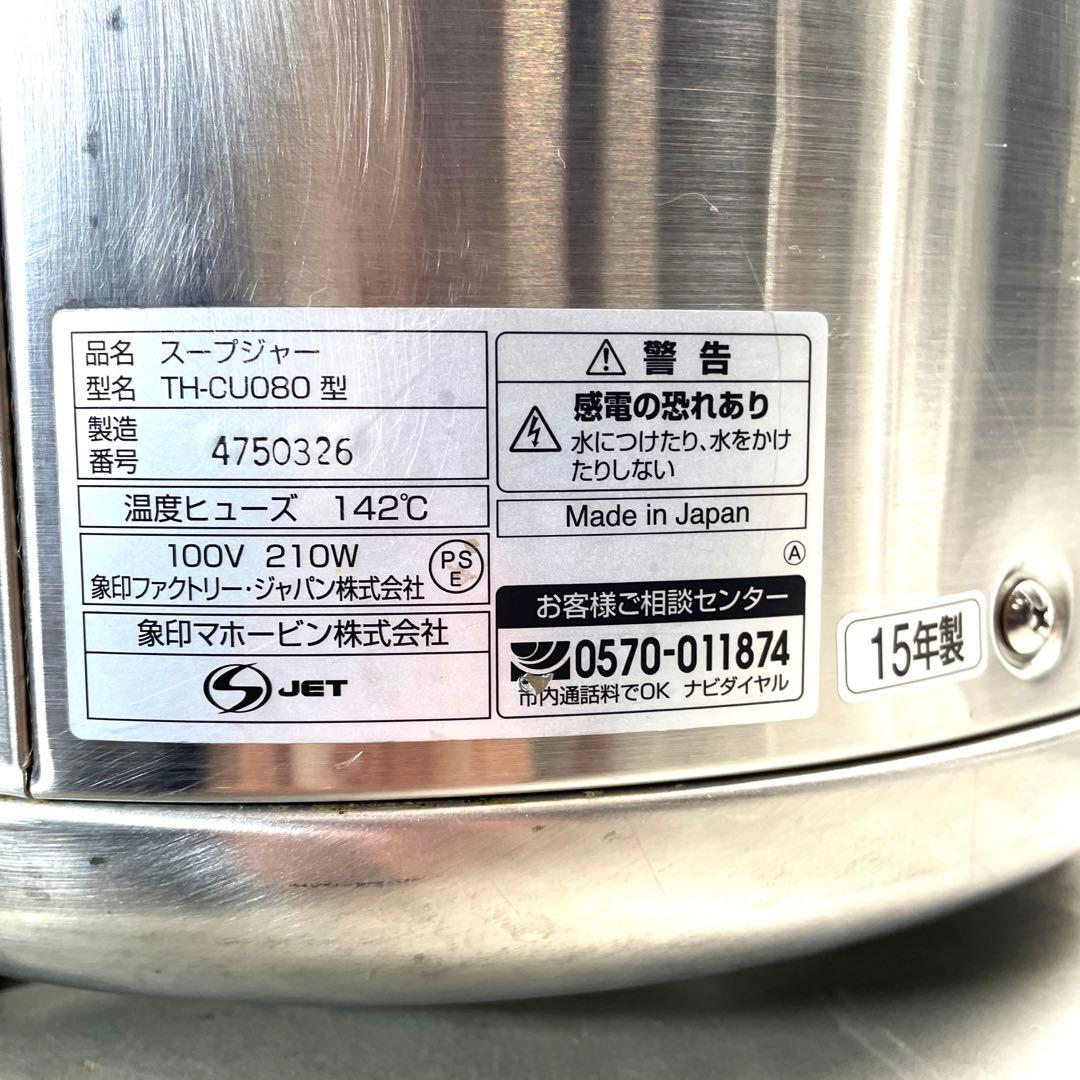 品名 スープジャー
型名 TH-CU080 型
製造
番号 4750326
温度ヒューズ 142℃
100V 210W
象印ファクトリー・ジャパン株式会社
PS
E
象印マホービン株式会社
S JET
警告
感電の恐れあり
水につけたり、水をかけ
たりしない
Made in Japan
A
お客様ご相談センター
0570-011874
市内通話料でOK ナビダイヤル
15年製